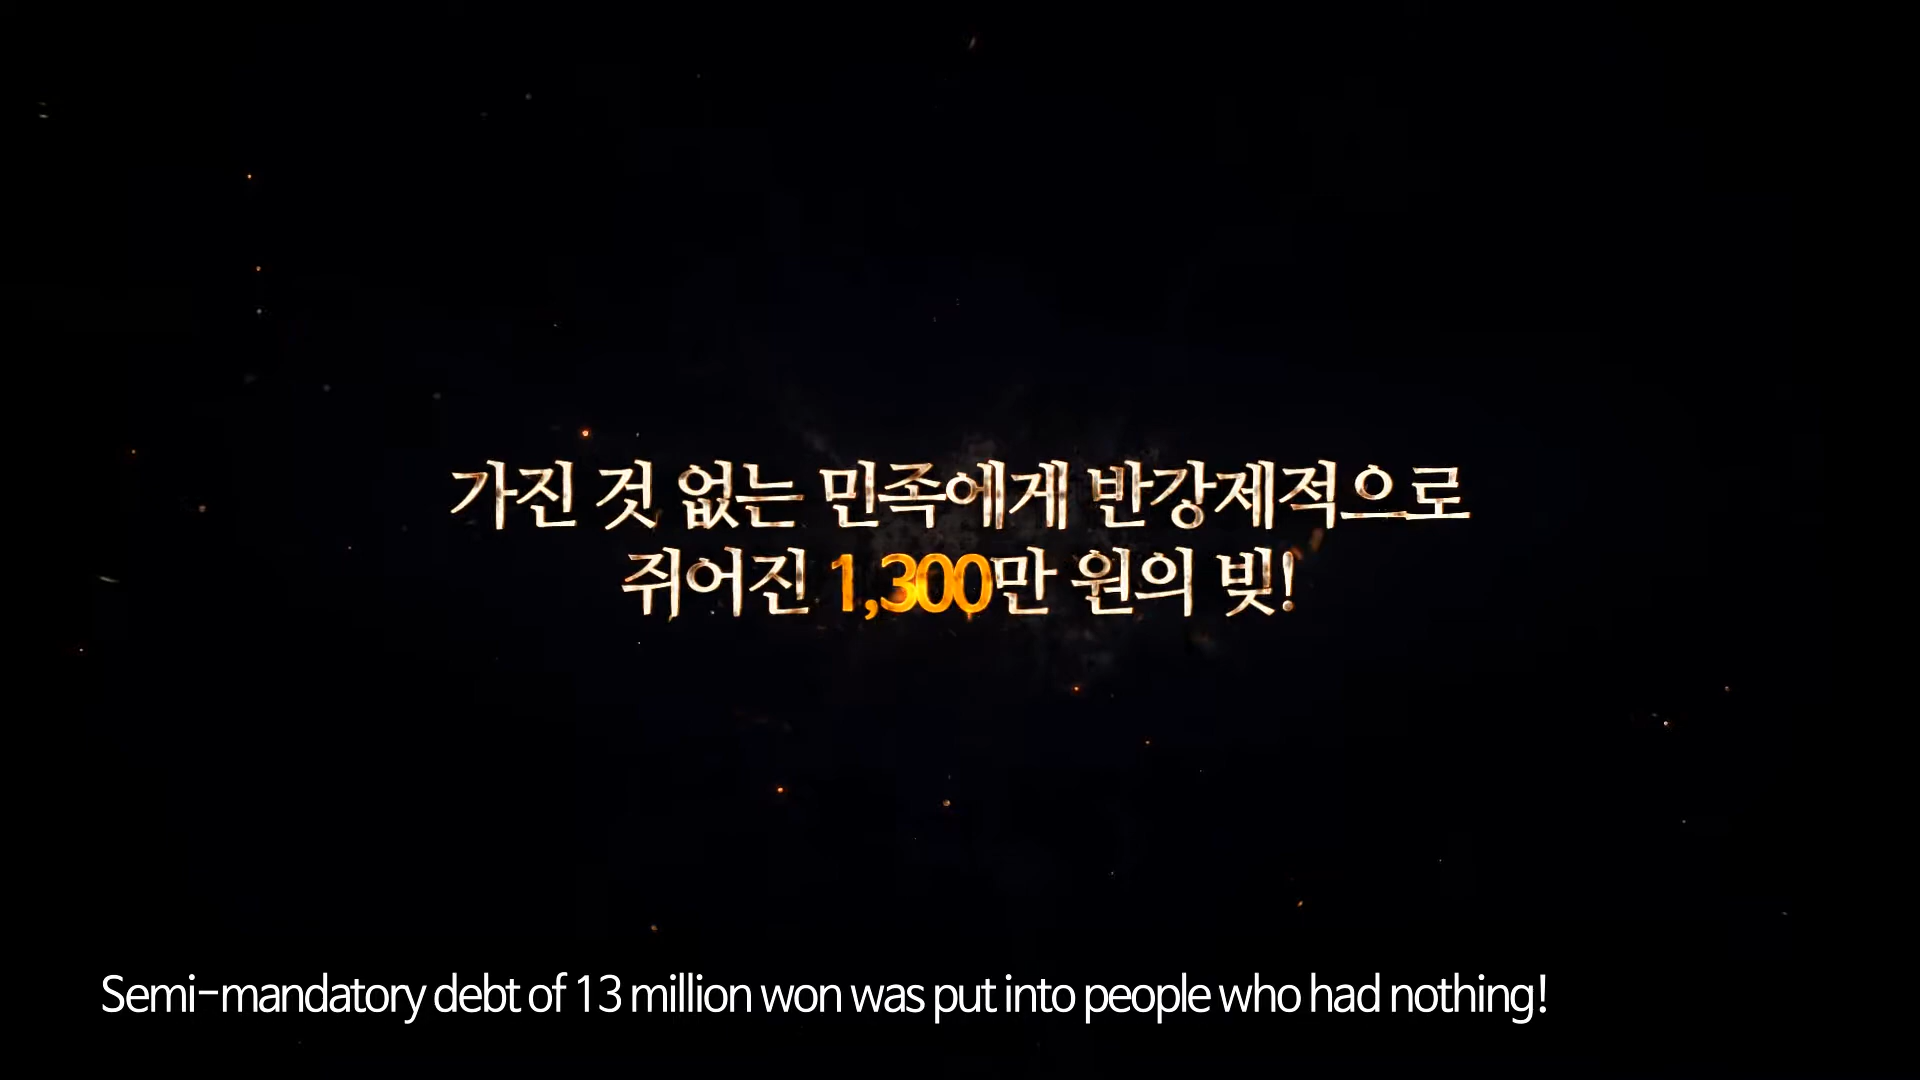 가진 것 없는 민족에게 반강제적으로
쥐어진 1,300만 원의 빚!
Semi-mandatory debt of 13 million won was put into people who had nothing!